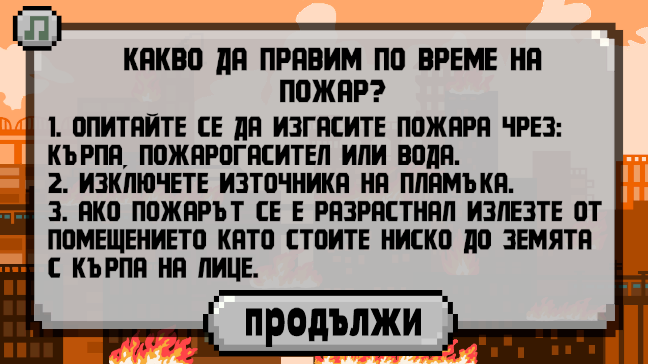 КАКВО ДА ПРАВИМ ПО ВРЕМЕ НА
ПОЖАР?
1. ОПИТАЙТЕ СЕ ДА ИЗГАСИТЕ ПОЖАРА ЧРЕЗ:
КЪРПА, ПОЖАРОГАСИТЕЛ ИЛИ ВОДА.
2. ИЗКЛЮЧЕТЕ ИЗТОЧНИКА НА ПЛАМЪКА.
3. АКО ПОЖАРЪТ СЕ Е РАЗРАСТНАЛ ИЗЛЕЗТЕ ОТ
ПОМЕЩЕНИЕТО КАТО СТОИТЕ НИСКО ДО ЗЕМЯТА
С КЪРПА НА ЛИЦЕ.
ПРОДЪЛЖИ